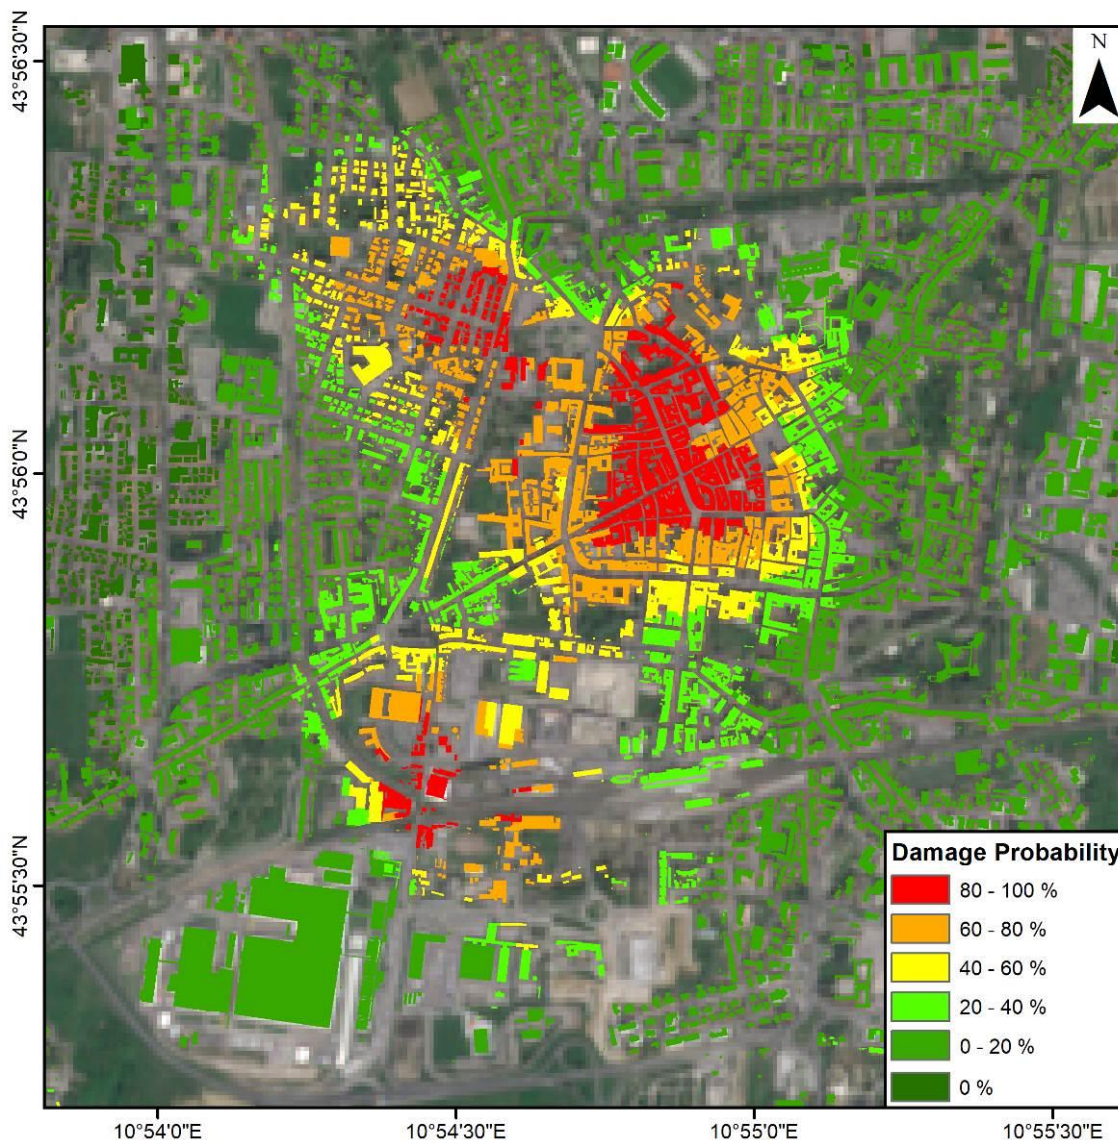 43°56'30"N
N
43°56'0"N
43°55'30"N
Damage Probability
80 - 100 %
60 - 80 %
40 - 60 %
20 - 40 %
0 - 20 %
0 %
10°54'0"E
10°54'30"E
10°55'0"E
10°55'30"E